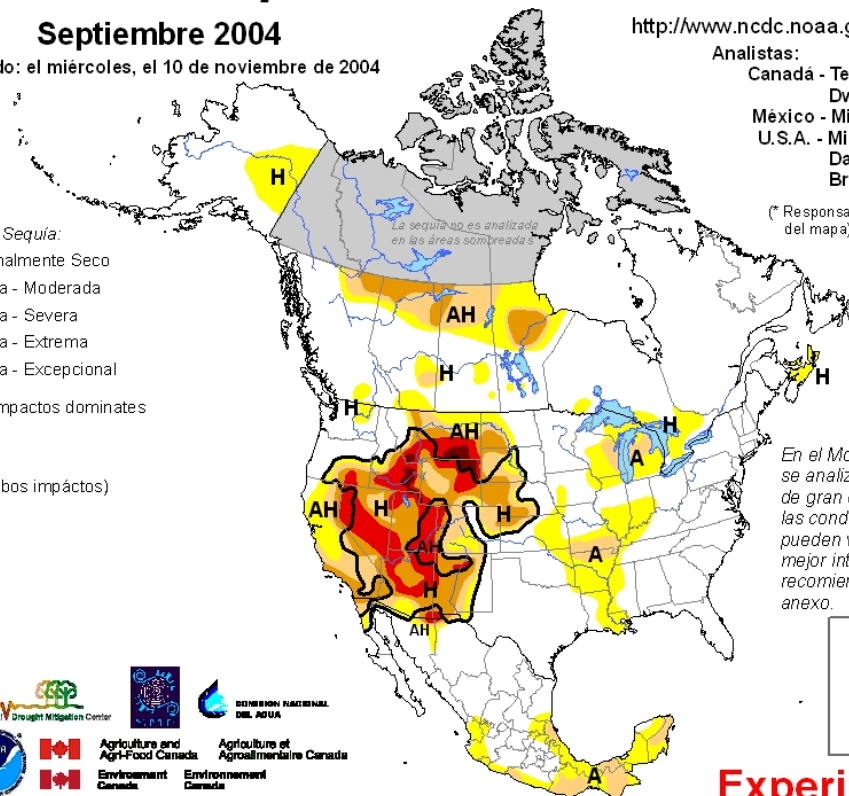 Septiembre 2004
do: el miércoles, el 10 de noviembre de 2004
http://www.ncdc.noaa.g
Analistas:
Canadá - Te
Dv
México - Mi
U.S.A. - Mi
Da
Br
(* Responsa
del mapa)
Sequía:
nalmente Seco
a - Moderada
a - Severa
a - Extrema
a - Excepcional
mpactos dominates
bos impáctos)
La sequía no es analizada
en las áreas sombreadas
H
AH
H
H
H
AH
H
H
A
AH
H
H
AH
A
H
AH
A
En el Mo
se analiz
de gran
las cond
pueden v
mejor int
recomien
anexo.
Drought Mitigation Center
COMISION NACIONAL
DEL AGUA
Agriculture and
Agri-Food Canada
Agriculture et
Agroalimentaire Canada
Environment
Canada
Environnement
Canada
Experi